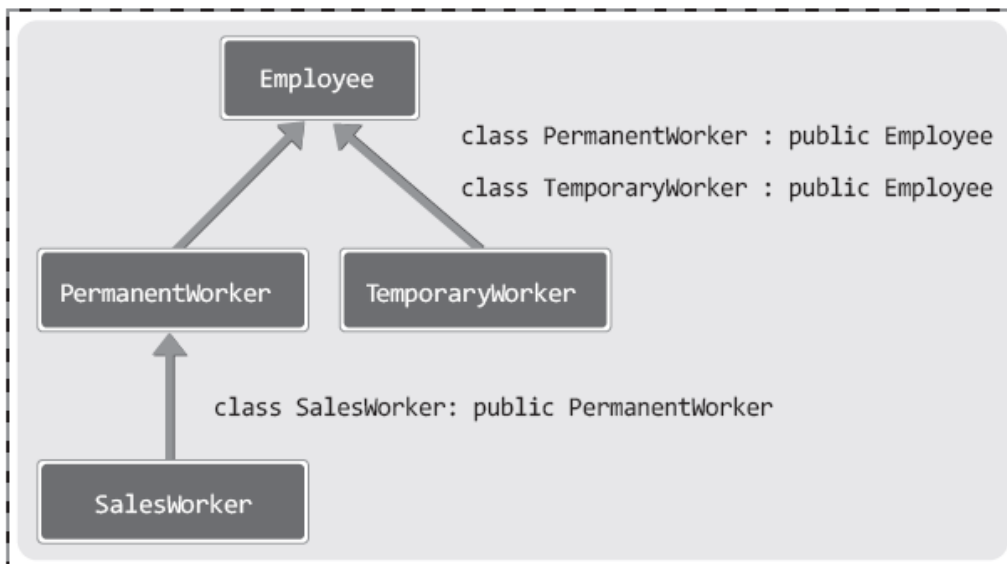 Employee
class PermanentWorker : public Employee
class TemporaryWorker : public Employee
PermanentWorker
TemporaryWorker
class SalesWorker: public PermanentWorker
SalesWorker